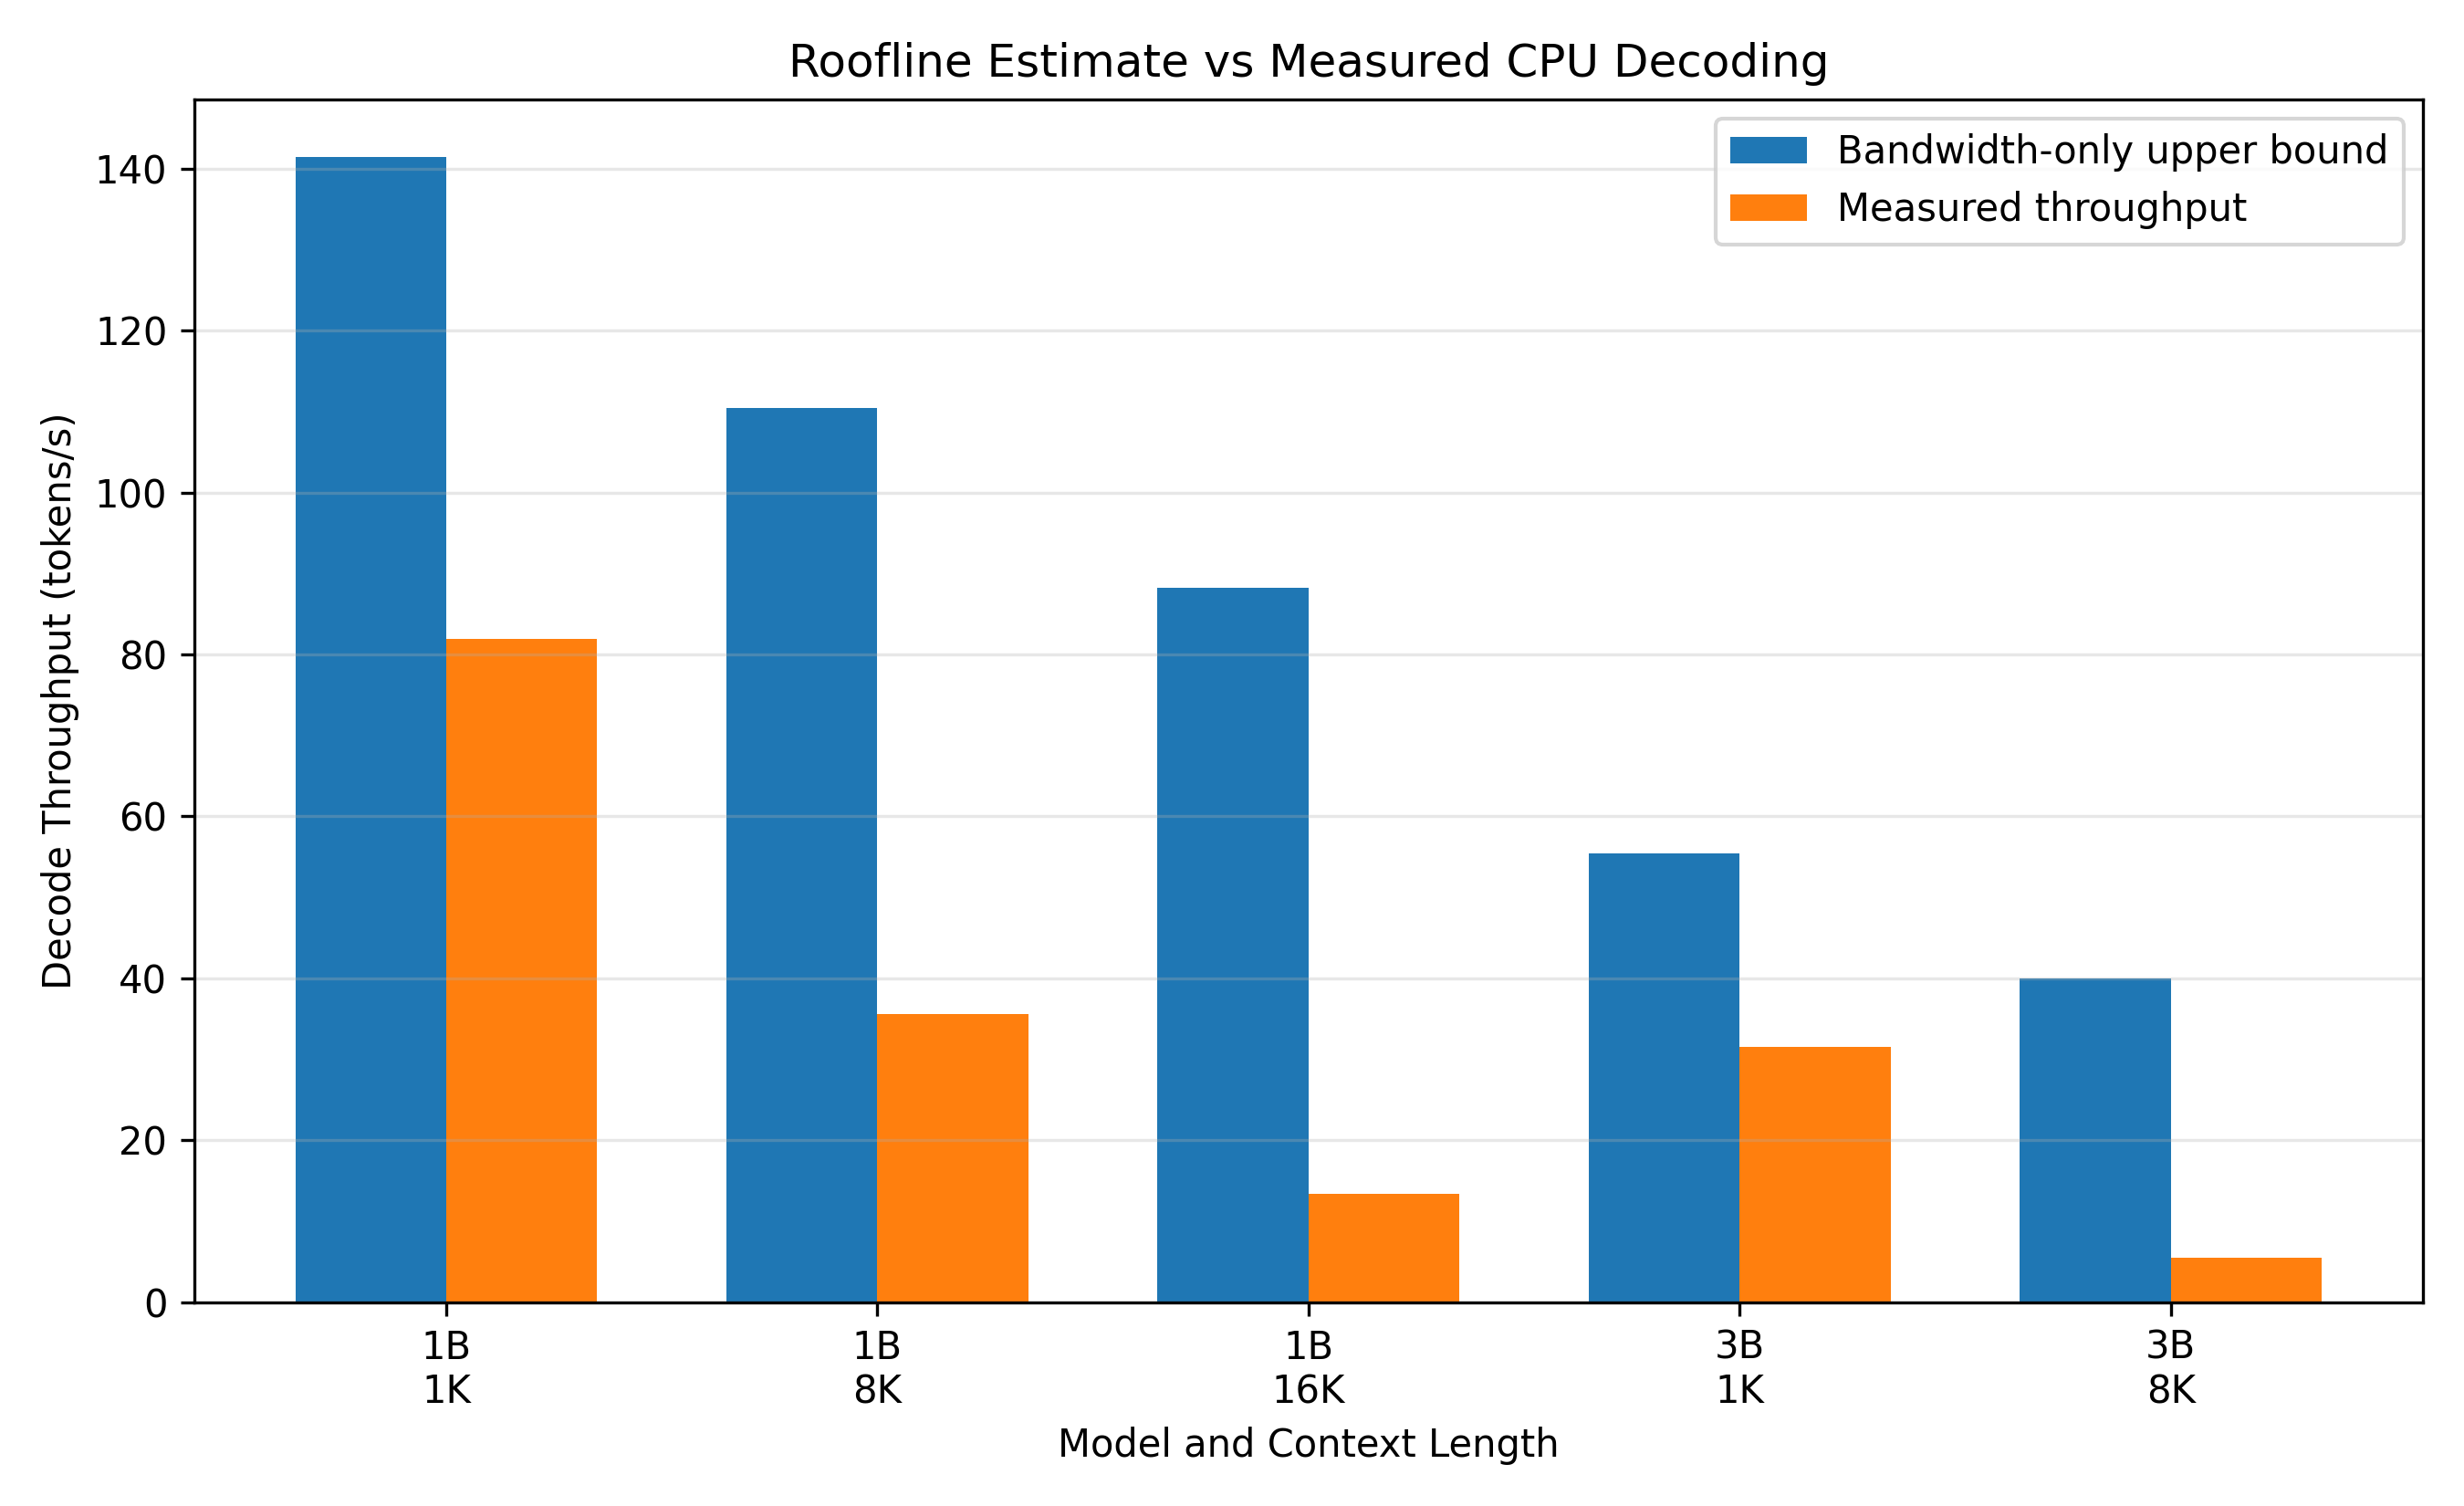 Roofline Estimate vs Measured CPU Decoding
Bandwidth-only upper bound
Measured throughput
Decode Throughput (tokens/s)
140
120
100
80
60
40
20
0
1B
1K
1B
8K
1B
16K
3B
1K
3B
8K
Model and Context Length